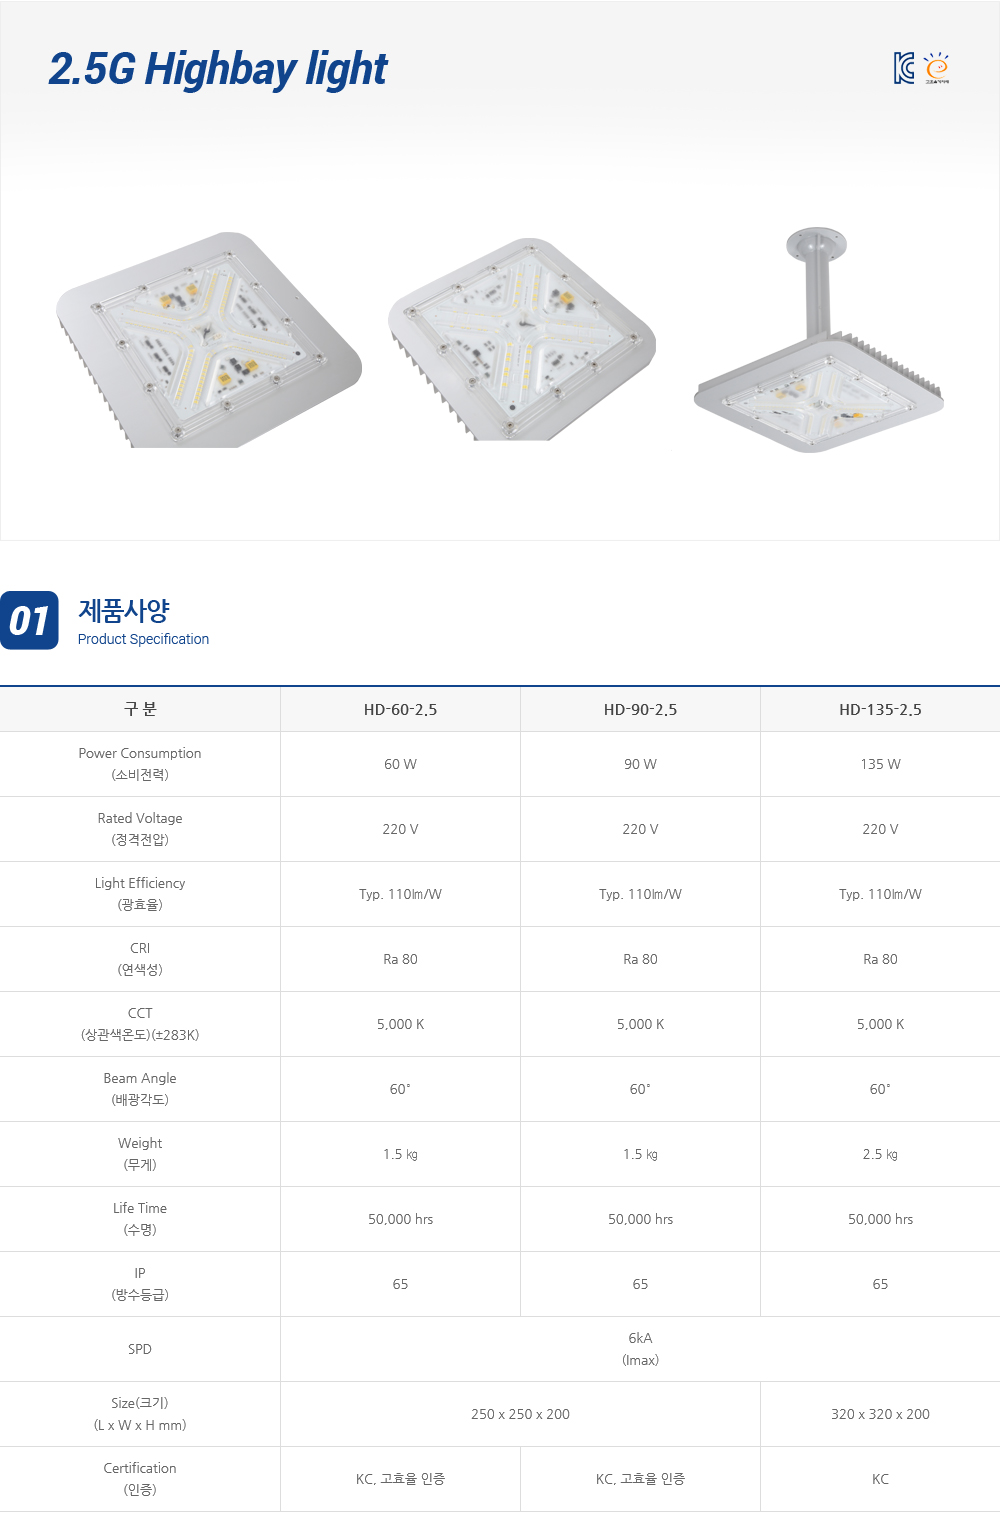 2.5G Highbay light
고효율기자재
01
제품사양
Product Specification
구 분
HD-60-2.5
HD-90-2.5
HD-135-2.5
Power Consumption
(소비전력)
60 W
90 W
135 W
Rated Voltage
(정격전압)
220 V
220 V
220 V
Light Efficiency
(광효율)
Typ. 110㏐/W
Typ. 110㏐/W
Typ. 110㏐/W
CRI
(연색성)
Ra 80
Ra 80
Ra 80
CCT
(상관색온도)(±283K)
5,000 K
5,000 K
5,000 K
Beam Angle
(배광각도)
60˚
60˚
60˚
Weight
(무게)
1.5 ㎏
1.5 ㎏
2.5 ㎏
Life Time
(수명)
50,000 hrs
50,000 hrs
50,000 hrs
IP
(방수등급)
65
65
65
SPD
6kA
(Imax)
Size(크기)
(L x W x H mm)
250 x 250 x 200
320 x 320 x 200
Certification
(인증)
KC, 고효율 인증
KC, 고효율 인증
KC